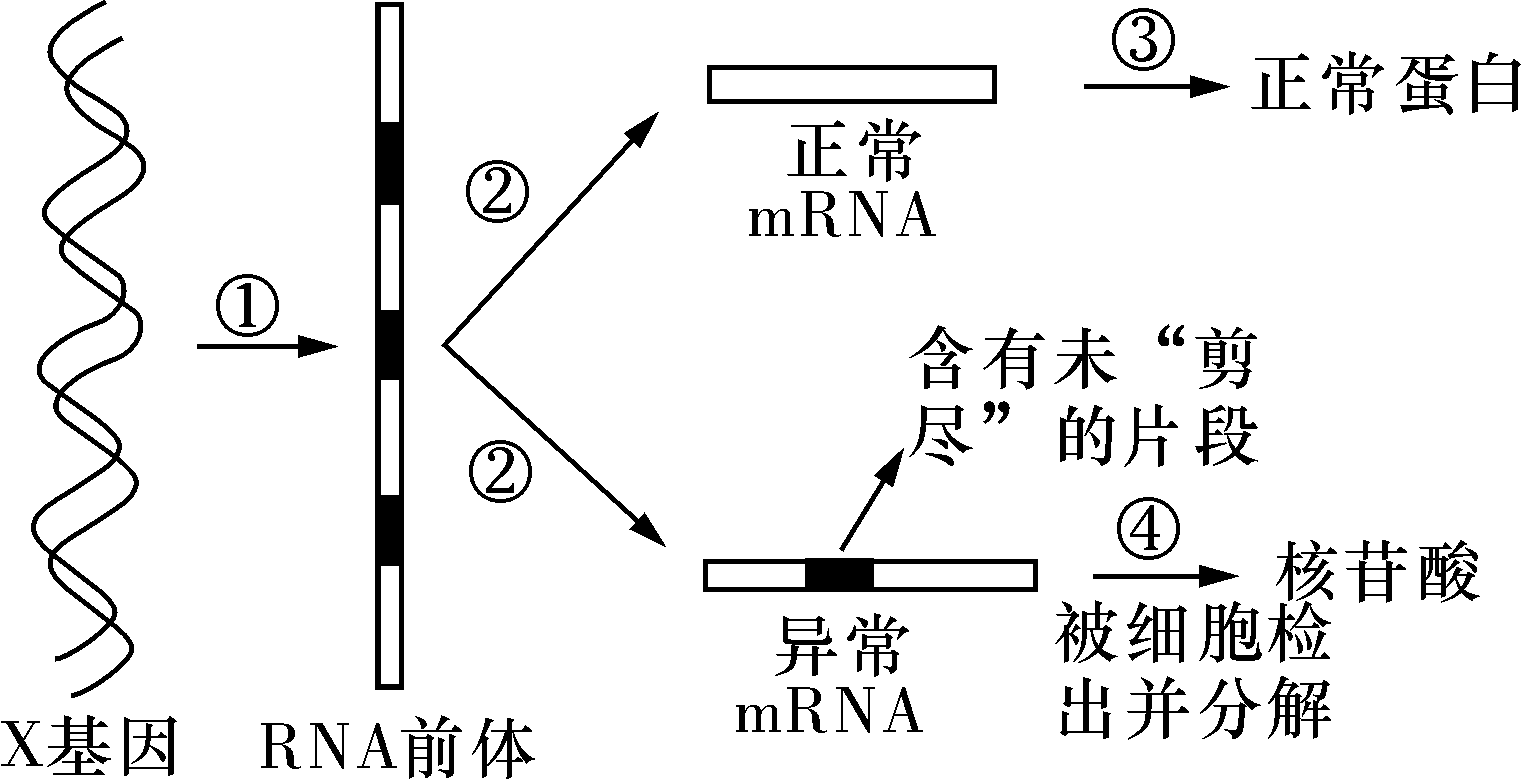 ③
正常蛋白
正常
mRNA
②
①
含有未“剪
尽”的片段
②
④
核苷酸
被细胞检
出并分解
异常
mRNA
X基因
RNA前体